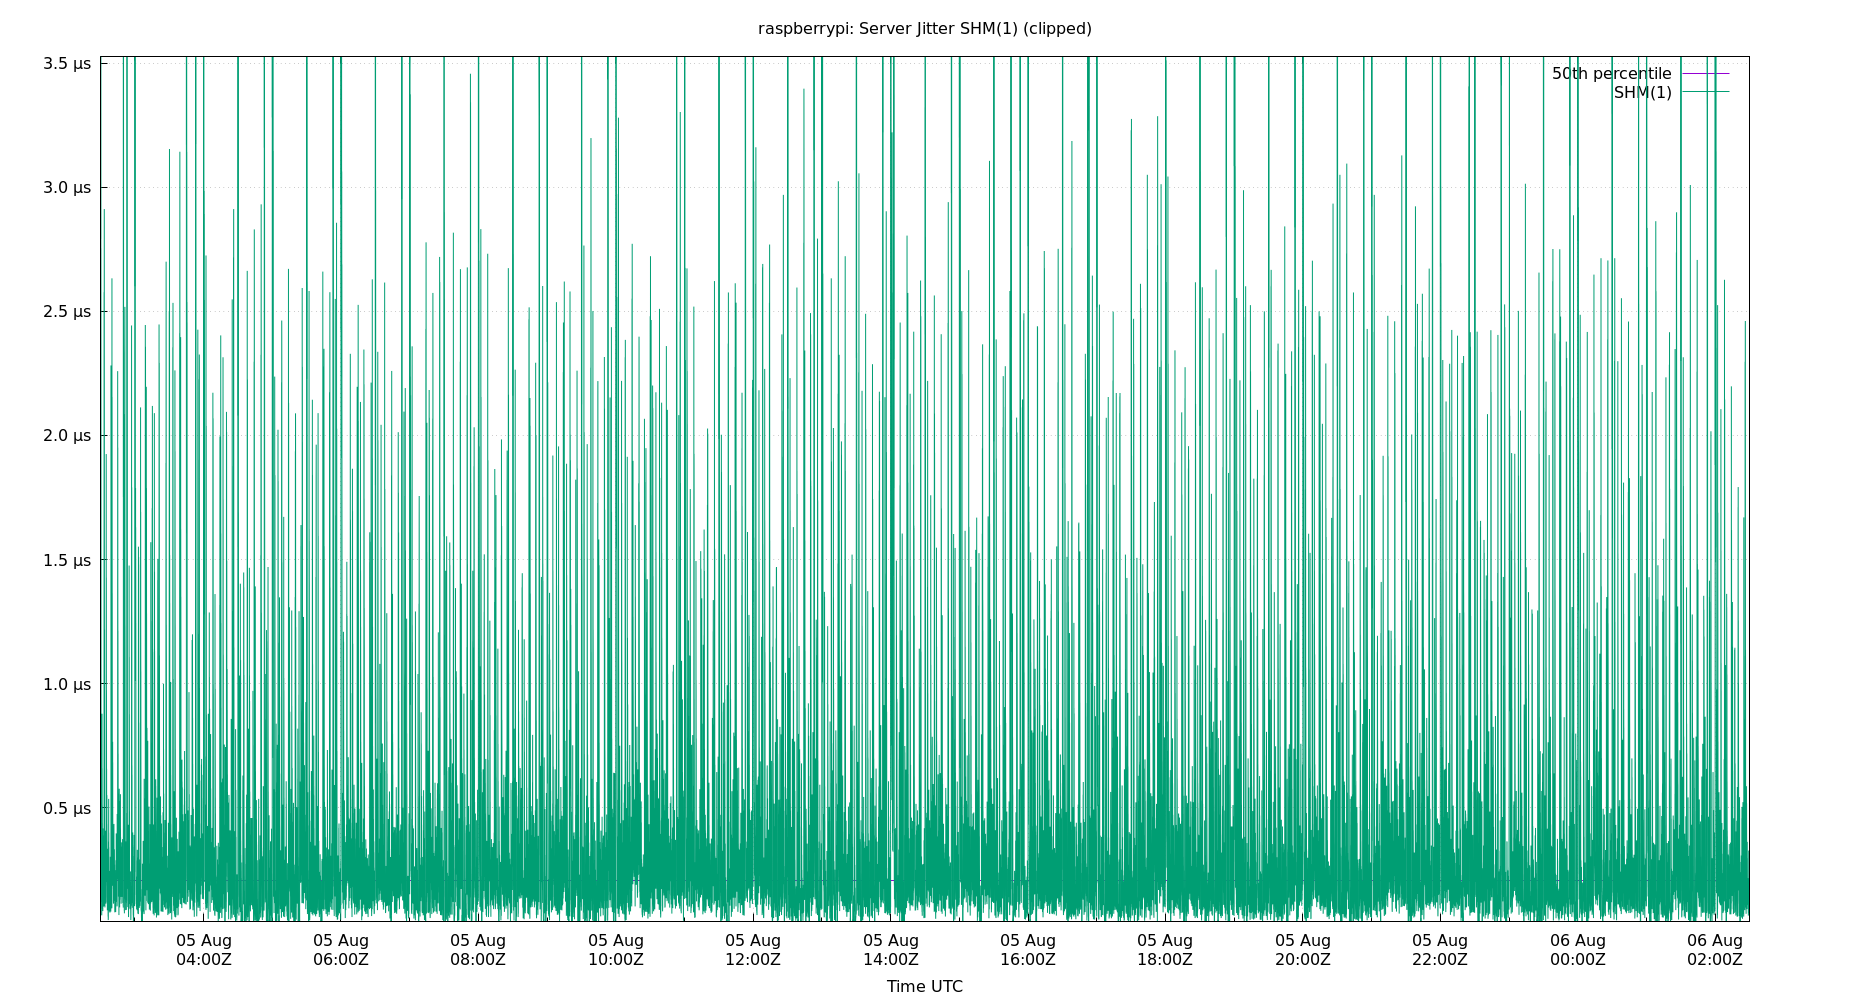 raspberrypi: Server Jitter SHM(1) (clipped)
3.5 µs
3.0 µs
2.5 µs
2.0 µs
1.5 µs
1.0 µs
0.5 µs
50th percentile
SHM(1)
05 Aug 05 Aug 05 Aug 05 Aug 05 Aug 05 Aug 05 Aug 05 Aug 05 Aug 05 Aug 06 Aug 06 Aug
04:00Z 06:00Z 08:00Z 10:00Z 12:00Z 14:00Z 16:00Z 18:00Z 20:00Z 22:00Z 00:00Z 02:00Z
Time UTC